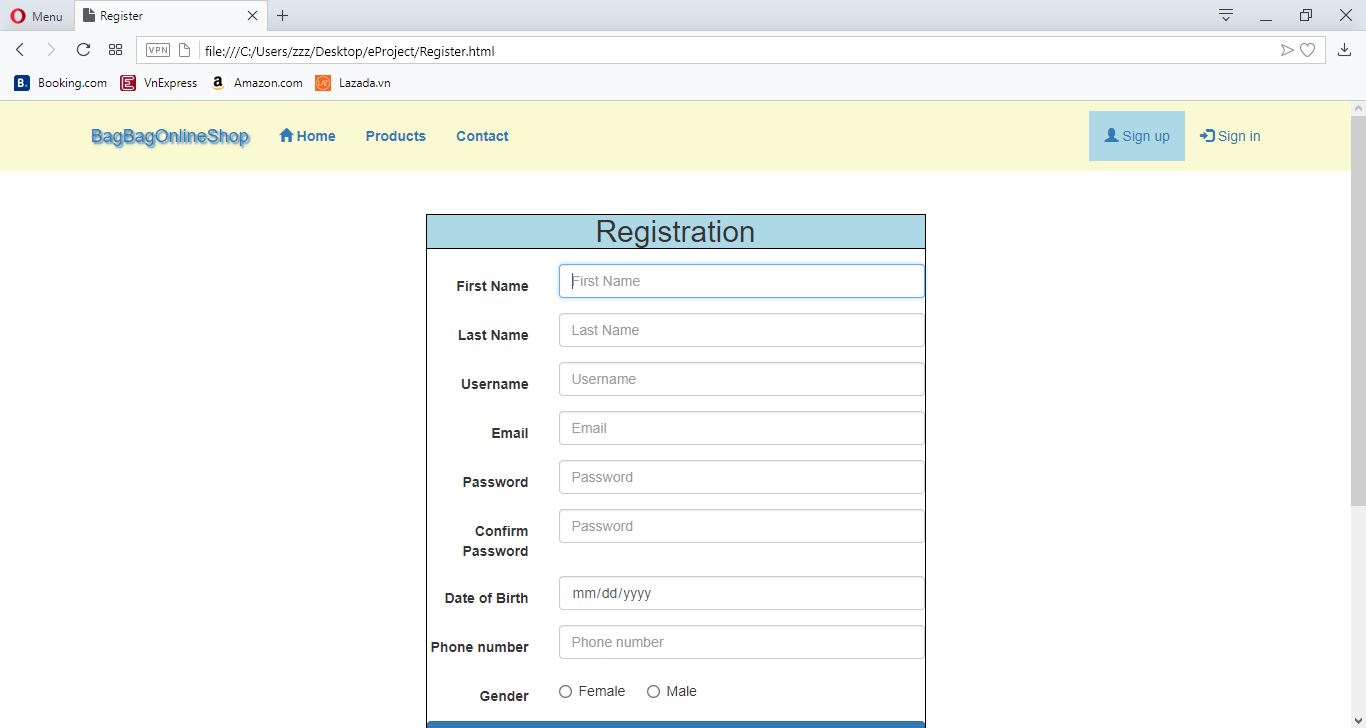 Menu Register
VPN file:///C:/Users/zzz/Desktop/eProject/Register.html
B. Booking.com E VnExpress a Amazon.com Lazada.vn
BagBagOnlineShop Home Products Contact Sign up Sign in
Registration
First Name First Name
Last Name Last Name
Username Username
Email Email
Password Password
Confirm Password
Password
Date of Birth mm/dd/yyyy
Phone number Phone number
Gender Female Male